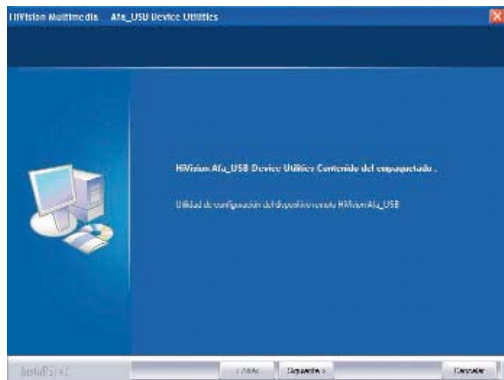 HiVision Multimedia Afa_USB Device Utilities
HiVision Afa_USB Device Utilities Contenido del empaquetado .
Utilidad de configuración del dispositivo remoto HiVision Afa_USB
< Atrás
Siguiente >
Cancelar